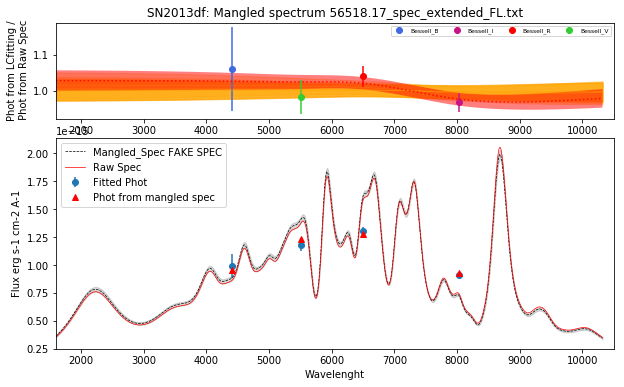 SN2013df: Mangled spectrum 56518.17_spec_extended_FL.txt
Phot from LCfitting /
Phot from Raw Spec
1.1
1.0
Bessell_B
Bessell_I
Bessell_R
Bessell_V
2000 3000 4000 5000 6000 7000 8000 9000 10000
Flux erg s-1 cm-2 A-1
2.00
1.75
1.50
1.25
1.00
0.75
0.50
0.25
Mangled_Spec FAKE SPEC
Raw Spec
Fitted Phot
Phot from mangled spec
2000 3000 4000 5000 6000 7000 8000 9000 10000
Wavelenght